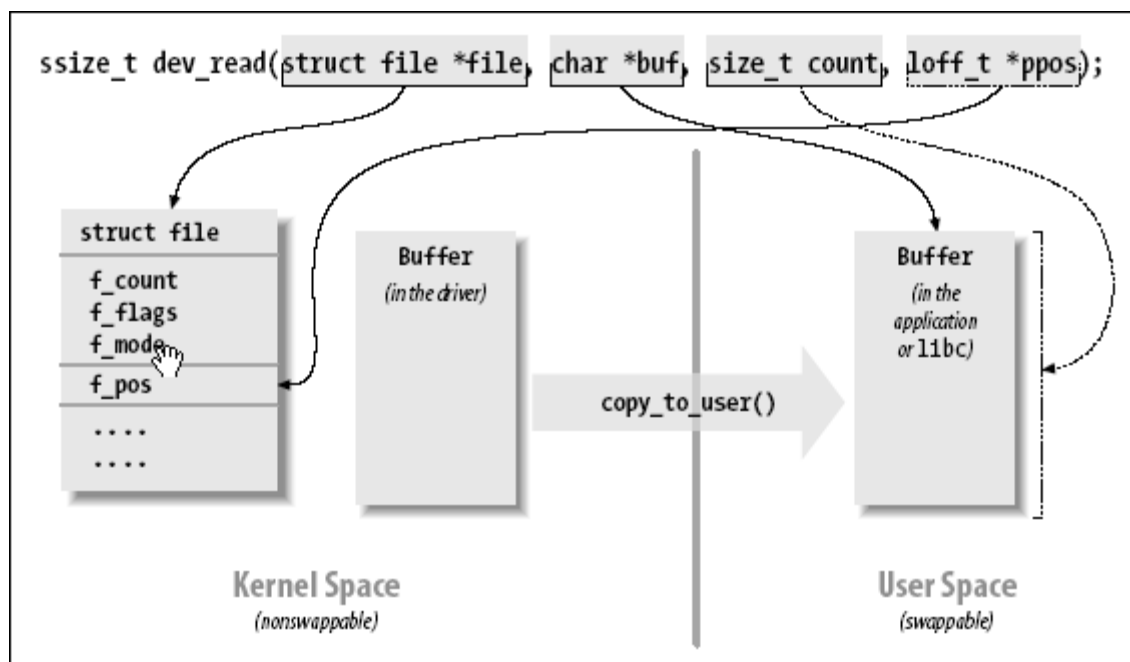 ssize_t dev_read(struct file *file, char *buf, size_t count, loff_t *ppos);
struct file
f_count
f_flags
f_mode
f_pos
....
....
Buffer
(in the driver)
copy_to_user()
Buffer
(in the
application
or libc)
Kernel Space
(nonswappable)
User Space
(swappable)